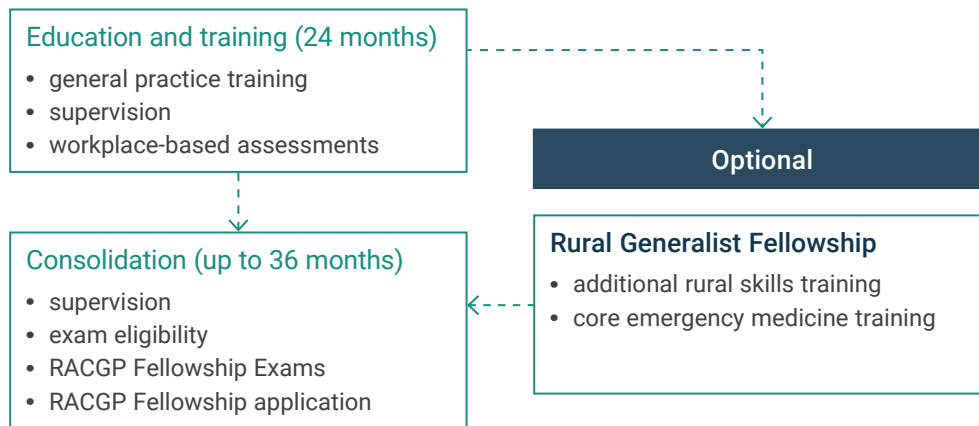 Education and training (24 months)
• general practice training
• supervision
• workplace-based assessments
Optional
Rural Generalist Fellowship
• additional rural skills training
• core emergency medicine training
Consolidation (up to 36 months)
• supervision
• exam eligibility
• RACGP Fellowship Exams
• RACGP Fellowship application